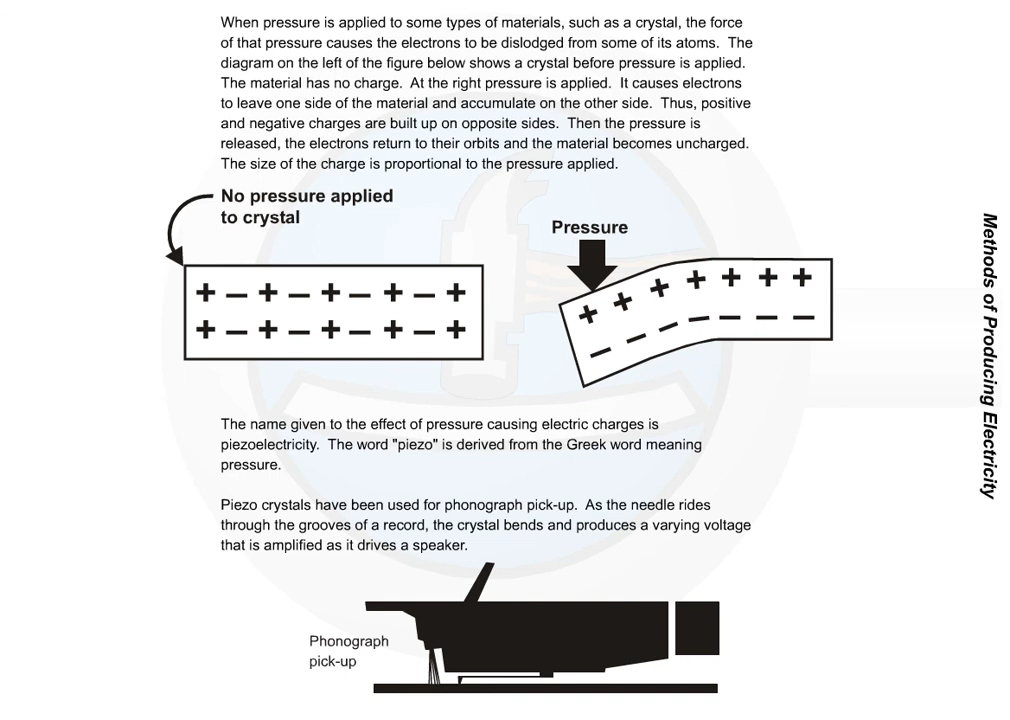 When pressure is applied to some types of materials, such as a crystal, the force
of that pressure causes the electrons to be dislodged from some of its atoms.  The
diagram on the left of the figure below shows a crystal before pressure is applied.
The material has no charge.  At the right pressure is applied.  It causes electrons
to leave one side of the material and accumulate on the other side.  Thus, positive
and negative charges are built up on opposite sides.  Then the pressure is
released, the electrons return to their orbits and the material becomes uncharged.
The size of the charge is proportional to the pressure applied.
No pressure applied
to crystal
Pressure
+ – + – + – + – +
+ – + – + – + – +
+ + + + + + +
– – – – – – –
The name given to the effect of pressure causing electric charges is
piezoelectricity.  The word "piezo" is derived from the Greek word meaning
pressure.
Piezo crystals have been used for phonograph pick-up.  As the needle rides
through the grooves of a record, the crystal bends and produces a varying voltage
that is amplified as it drives a speaker.
Phonograph
pick-up
Methods of Producing Electricity